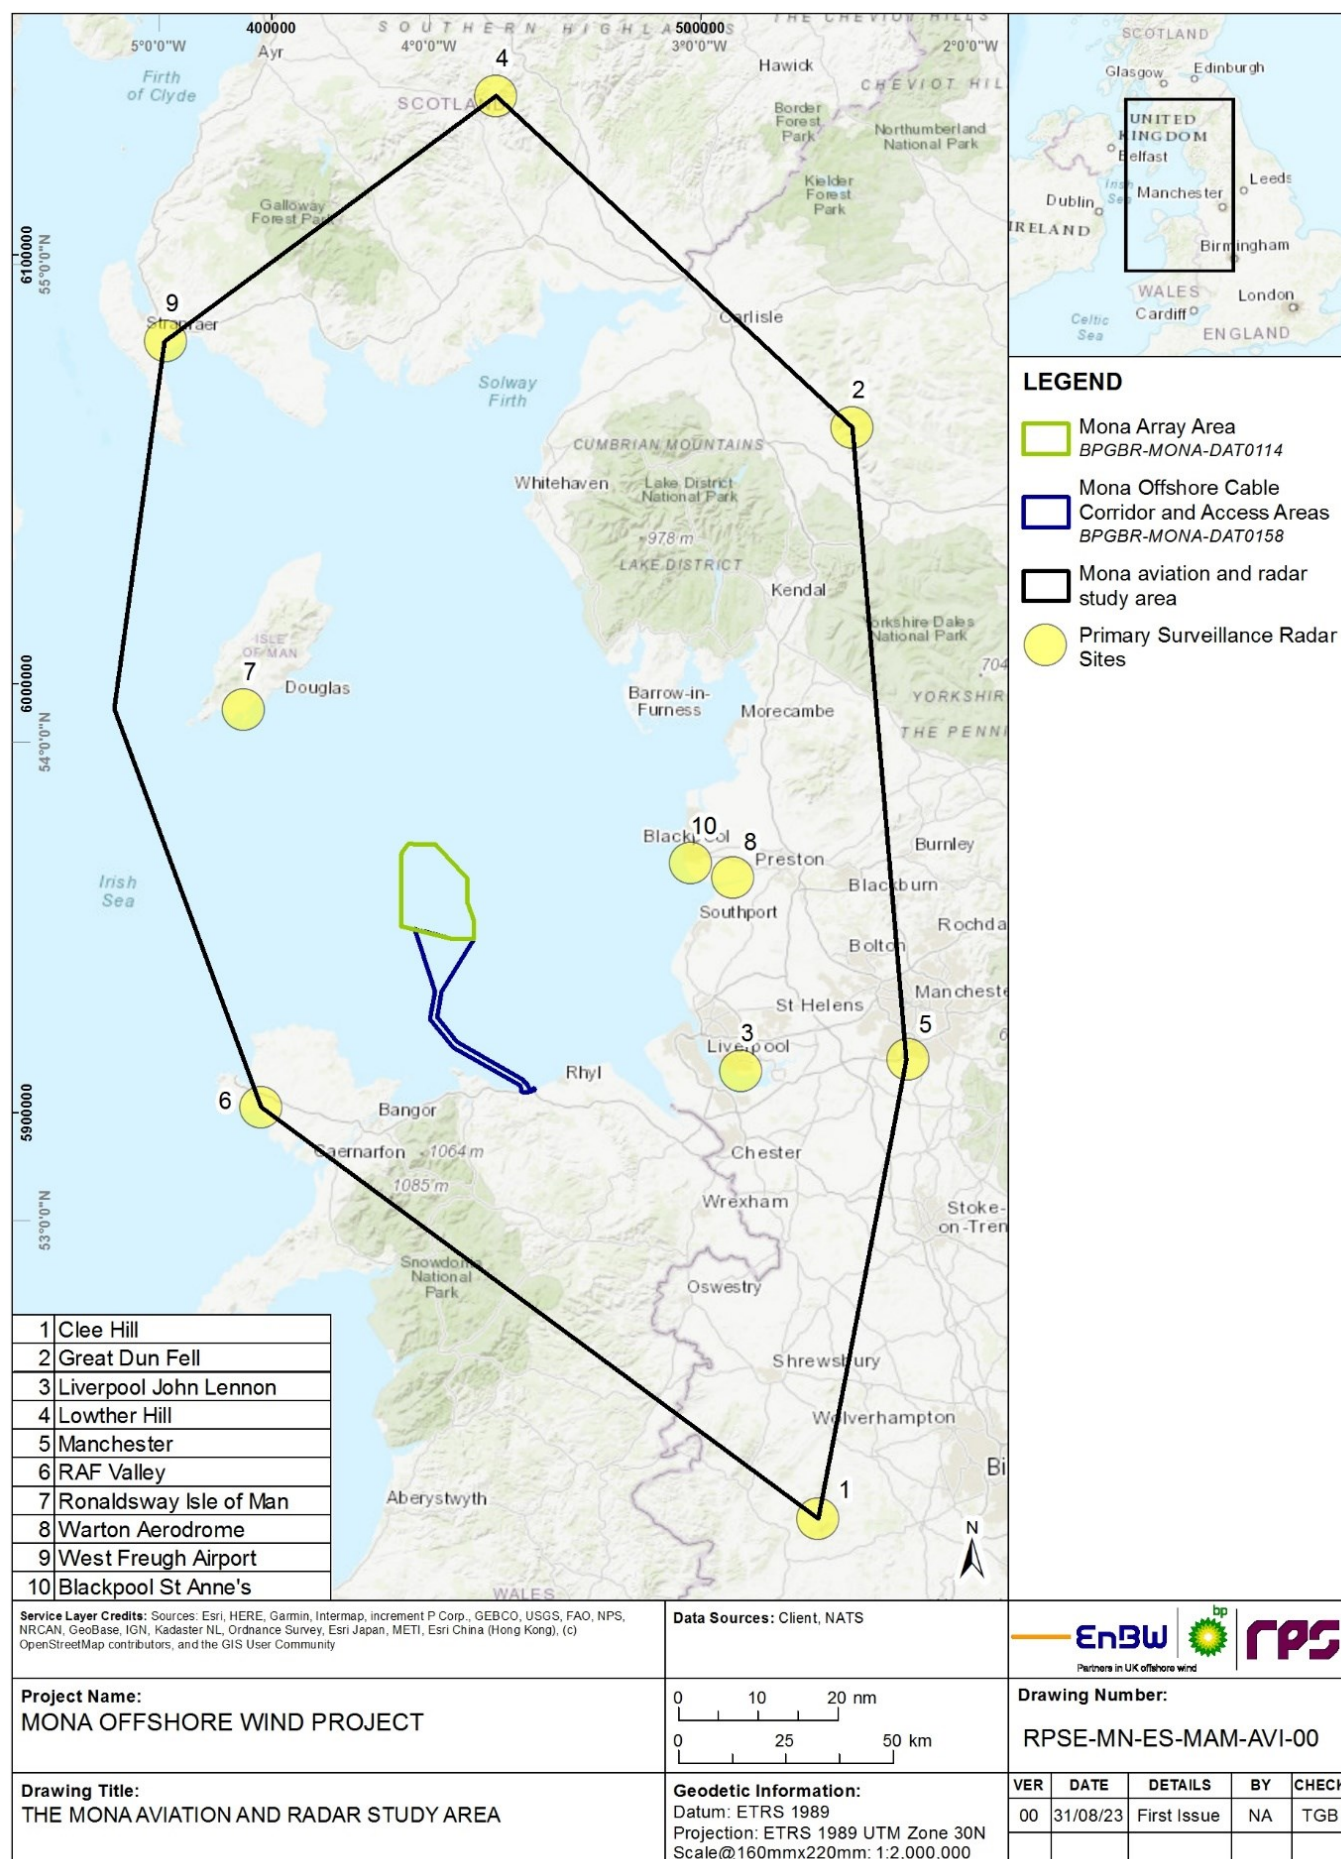 400000
500000
5°0'0"W
4°0'0"W
3°0'0"W
2°0'0"W
SOUTHERN HIGHLANDS
THE CHEVIOT HILLS
Ayr
4
Hawick
Firth
of Clyde
CHEVIOT HIL
SCOTLAND
Border
Forest
Park
Northumberland
National Park
Kielder
Forest
Park
Galloway
Forest Park
6100000
55°0'0"N
9
Stranraer
Carlisle
Solway
Firth
2
CUMBRIAN MOUNTAINS
Whitehaven
Lake District
National Park
978 m
LAKE DISTRICT
Kendal
Yorkshire Dales
National Park
ISLE
OF MAN
7
Douglas
704
6000000
54°0'0"N
Barrow-in-
Furness
Morecambe
YORKSHIR
THE PENNI
10
Blackpool
8
Preston
Burnley
Blackburn
Irish
Sea
Southport
Rochda
Bolton
St Helens
Mancheste
3
Liverpool
5
6
Rhyl
6
Bangor
5900000
Caernarfon
1064 m
1085 m
Chester
Wrexham
Stoke-
on-Tren
53°0'0"N
Snowdonia
National
Park
Oswestry
Shrewsbury
Wolverhampton
Bi
Aberystwyth
1
N
WALES
1 Clee Hill
2 Great Dun Fell
3 Liverpool John Lennon
4 Lowther Hill
5 Manchester
6 RAF Valley
7 Ronaldsway Isle of Man
8 Warton Aerodrome
9 West Freugh Airport
10 Blackpool St Anne's
SCOTLAND
Glasgow
Edinburgh
UNITED
KINGDOM
Belfast
Irish
Sea
Leeds
Manchester
Dublin
IRELAND
Birmingham
WALES
London
Cardiff
Celtic
Sea
ENGLAND
LEGEND
Mona Array Area
BPGBR-MONA-DAT0114
Mona Offshore Cable
Corridor and Access Areas
BPGBR-MONA-DAT0158
Mona aviation and radar
study area
Primary Surveillance Radar
Sites
Service Layer Credits: Sources: Esri, HERE, Garmin, Intermap, increment P Corp., GEBCO, USGS, FAO, NPS,
NRCAN, GeoBase, IGN, Kadaster NL, Ordnance Survey, Esri Japan, METI, Esri China (Hong Kong), (c)
OpenStreetMap contributors, and the GIS User Community
Data Sources: Client, NATS
EnBW
bp
rps
Partners in UK offshore wind
Project Name:
MONA OFFSHORE WIND PROJECT
0 10 20 nm
0 25 50 km
Drawing Number:
RPSE-MN-ES-MAM-AVI-00
Drawing Title:
THE MONA AVIATION AND RADAR STUDY AREA
Geodetic Information:
Datum: ETRS 1989
Projection: ETRS 1989 UTM Zone 30N
Scale@160mmx220mm: 1:2,000,000
VER DATE DETAILS BY CHECK
00 31/08/23 First Issue NA TGB